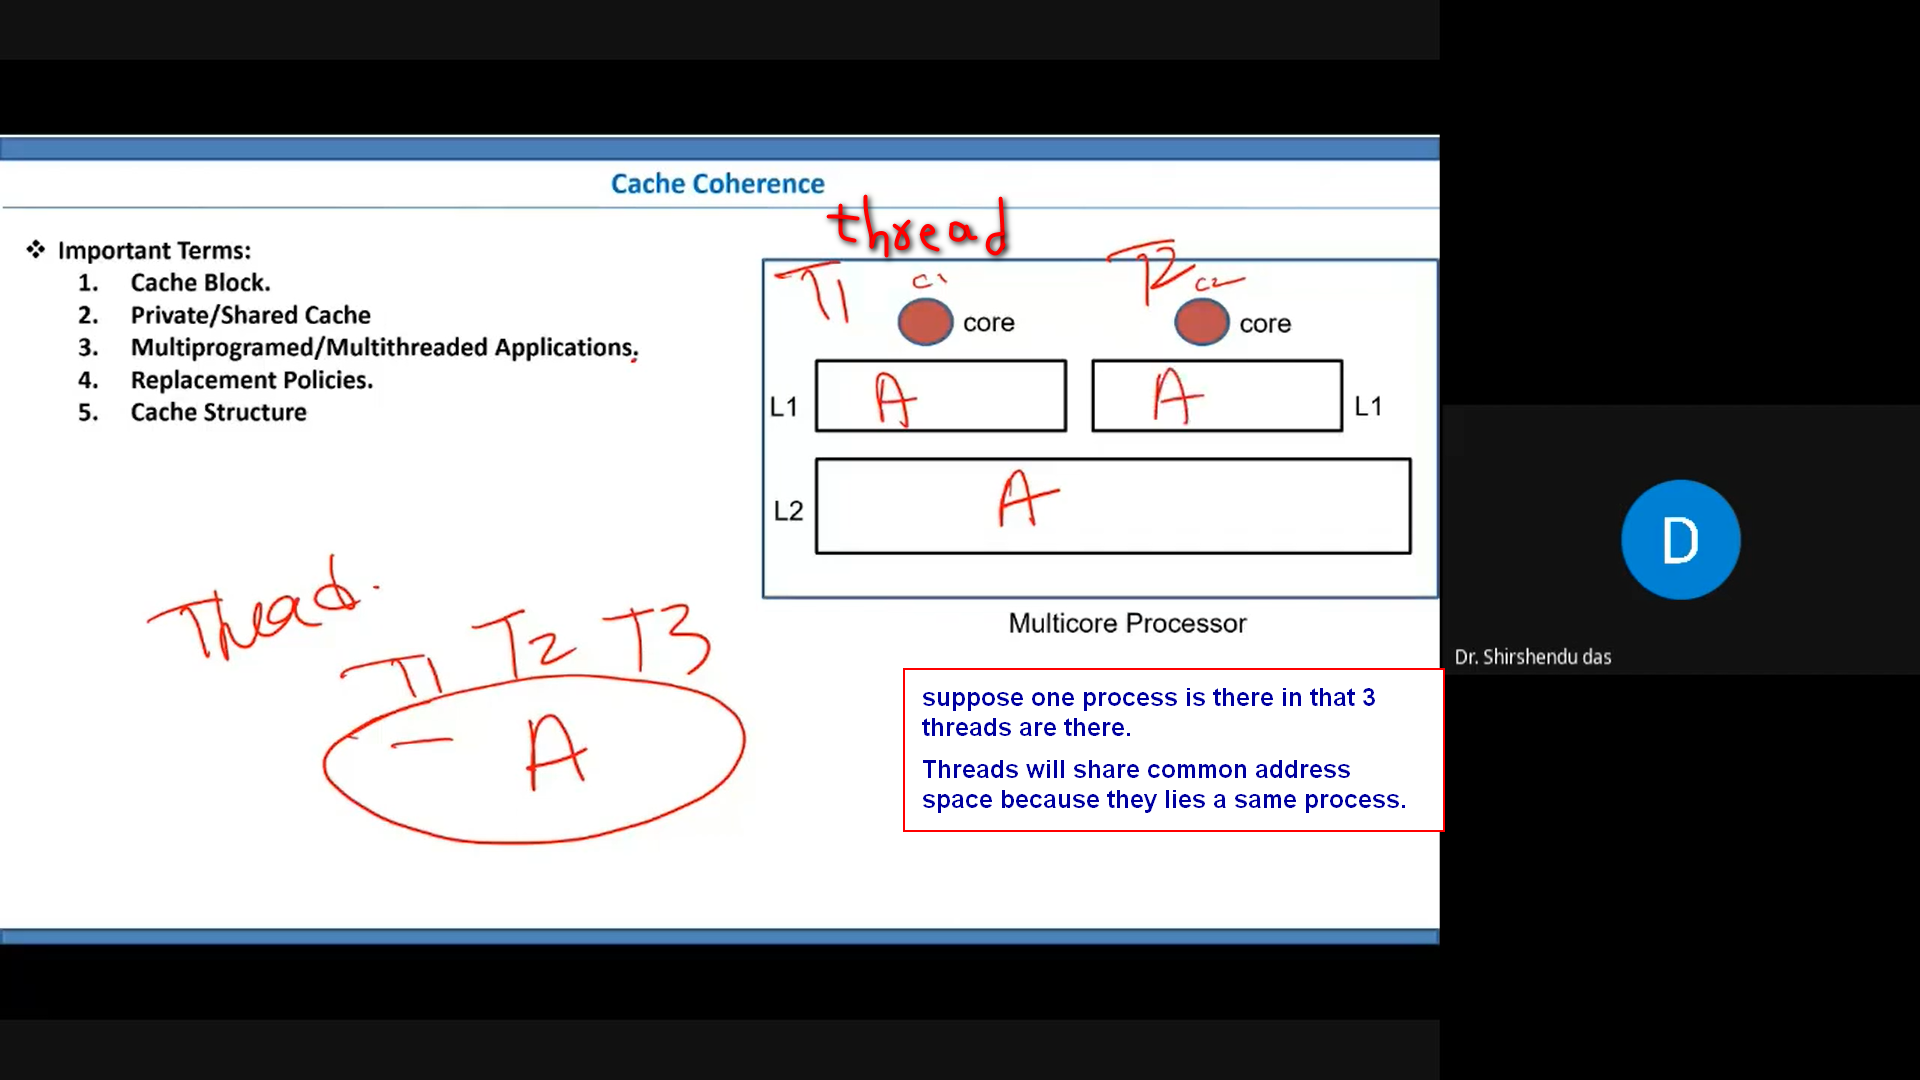 Cache Coherence
thread
❖ Important Terms:
1. Cache Block.
2. Private/Shared Cache
3. Multiprogramed/Multithreaded Applications.
4. Replacement Policies.
5. Cache Structure
T1 C1 T2 C2
core core
L1 A A L1
L2 A
Multicore Processor
Thead.
T1 T2 T3
A
suppose one process is there in that 3
threads are there.
Threads will share common address
space because they lies a same process.
D
Dr. Shirshendu das